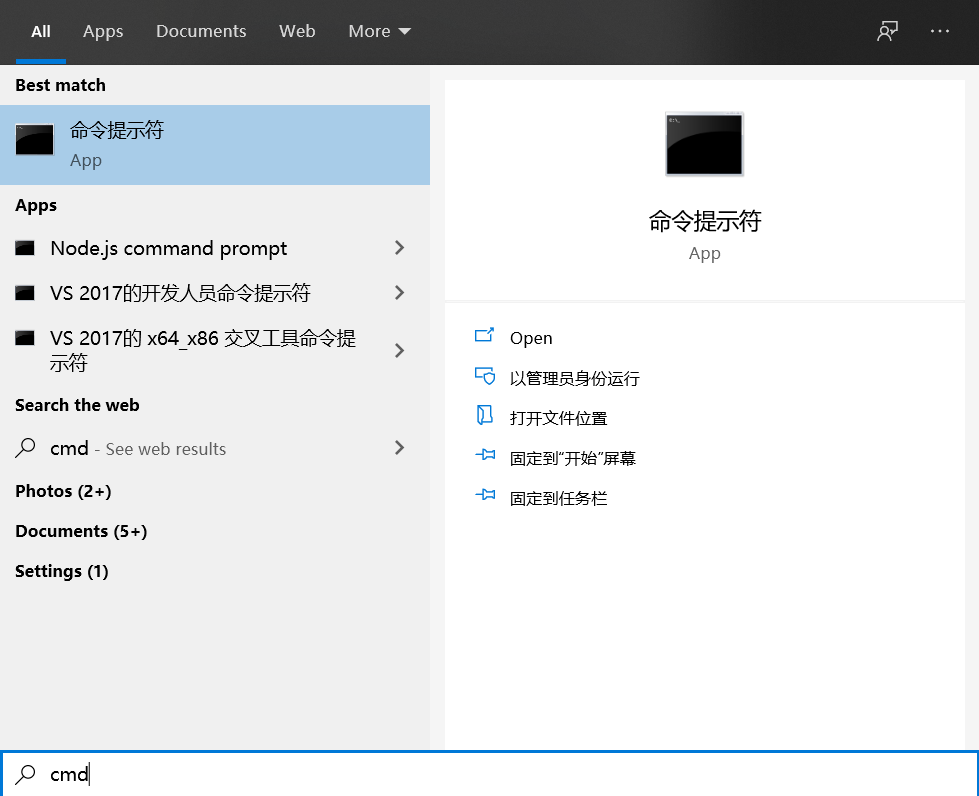 All Apps Documents Web More
Best match
命令提示符
App
Apps
Node.js command prompt
VS 2017的开发人员命令提示符
VS 2017的 x64_x86 交叉工具命令提
示符
Search the web
cmd - See web results
Photos (2+)
Documents (5+)
Settings (1)
命令提示符
App
Open
以管理员身份运行
打开文件位置
固定到“开始”屏幕
固定到任务栏
cmd